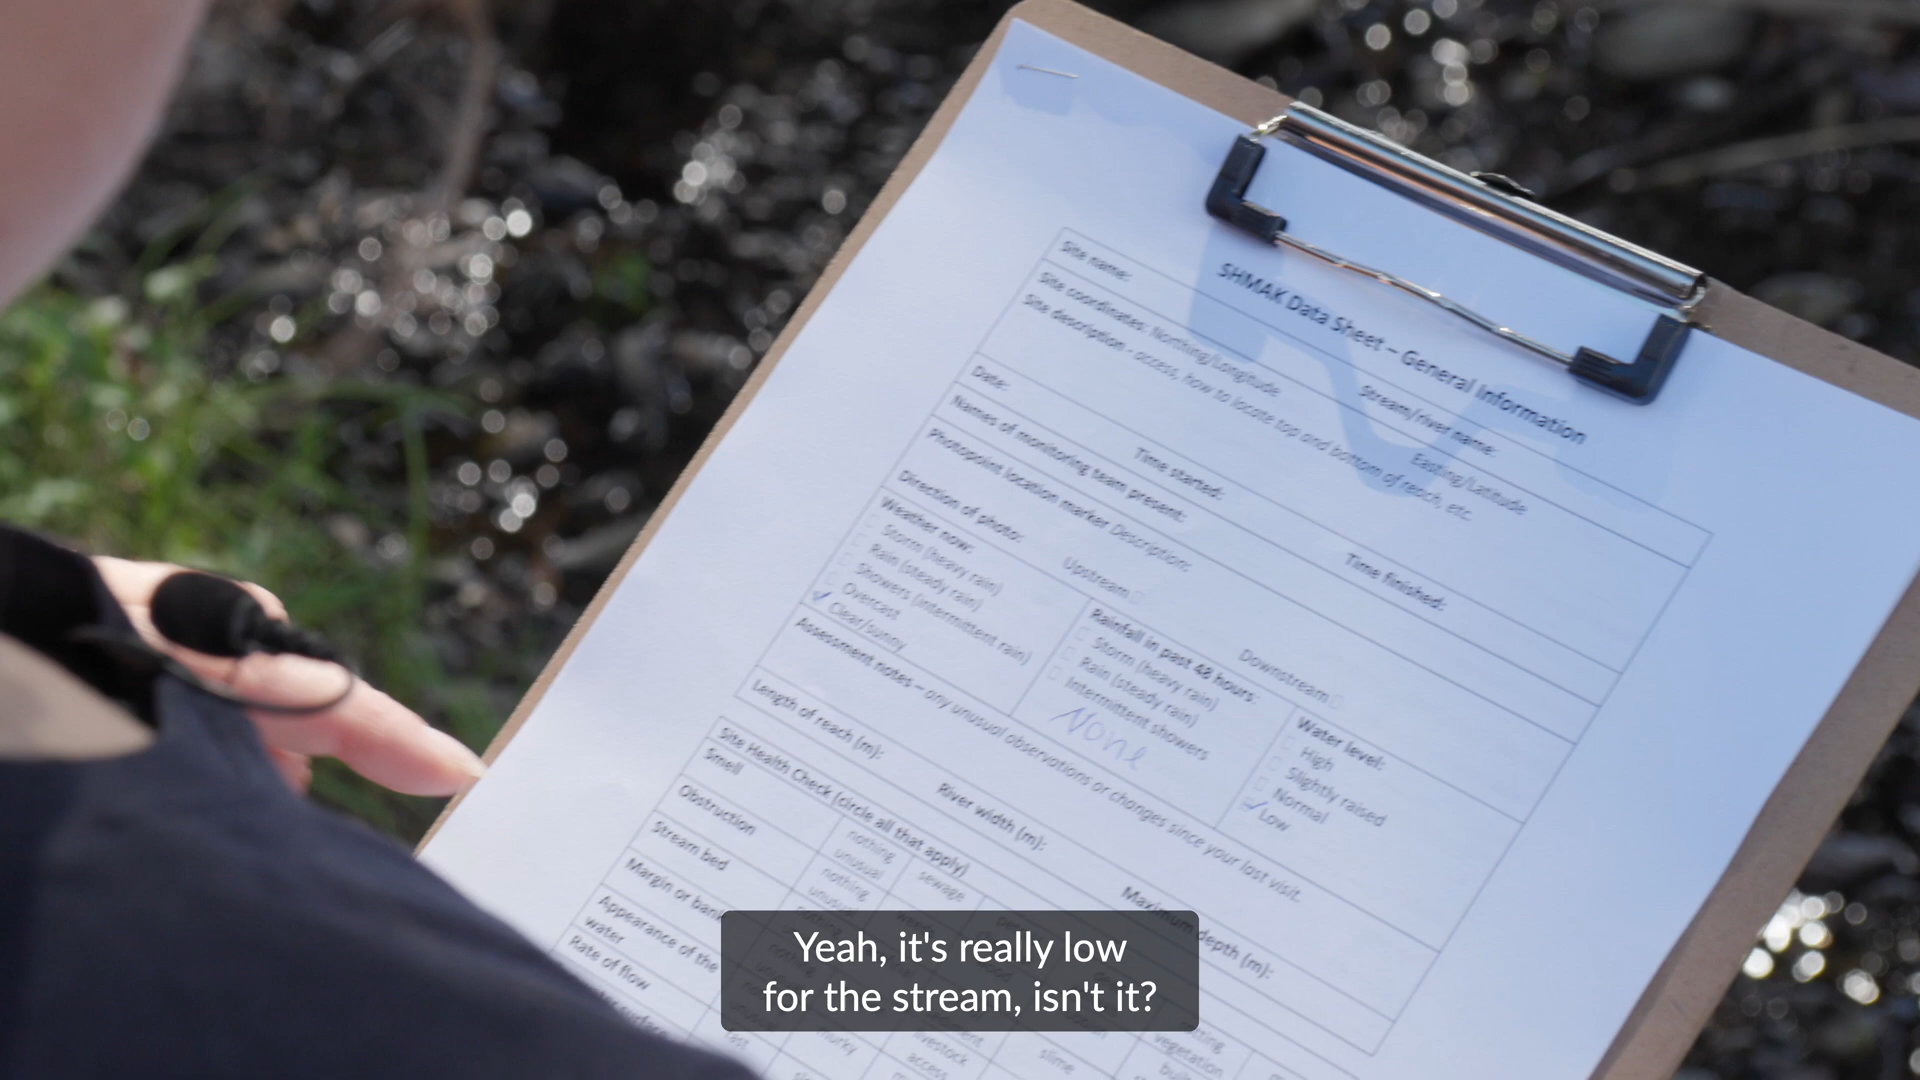 SHMAK Data Sheet – General Information
Site name:
Stream/river name:
Site coordinates: Northing/Longitude
Easting/Latitude
Site description - access, how to locate top and bottom of reach, etc.
Date:
Time started:
Time finished:
Names of monitoring team present:
Photopoint location marker Description:
Direction of photo:
Upstream
Downstream
Weather now:
Storm (heavy rain)
Rain (steady rain)
Showers (intermittent rain)
Overcast
✓ Clear/sunny
Rainfall in past 48 hours:
Storm (heavy rain)
Rain (steady rain)
Intermittent showers
None
Water level:
High
Slightly raised
Normal
✓ Low
Assessment notes – any unusual observations or changes since your last visit.
Length of reach (m):
River width (m):
Maximum depth (m):
Site Health Check (circle all that apply)
Smell
nothing unusual
sewage
Obstruction
nothing
Stream bed
Margin or bank
Appearance of the
water
Rate of flow
murky
livestock
access
slime
vegetation
Yeah, it's really low
for the stream, isn't it?